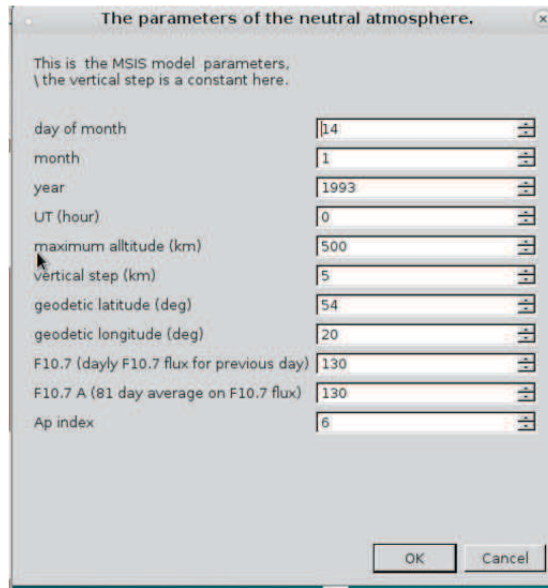 The parameters of the neutral atmosphere.
This is the MSIS model parameters,
\ the vertical step is a constant here.
day of month 14
month 1
year 1993
UT (hour) 0
maximum alltitude (km) 500
vertical step (km) 5
geodetic latitude (deg) 54
geodetic longitude (deg) 20
F10.7 (dayly F10.7 flux for previous day) 130
F10.7 A (81 day average on F10.7 flux) 130
Ap index 6
OK Cancel